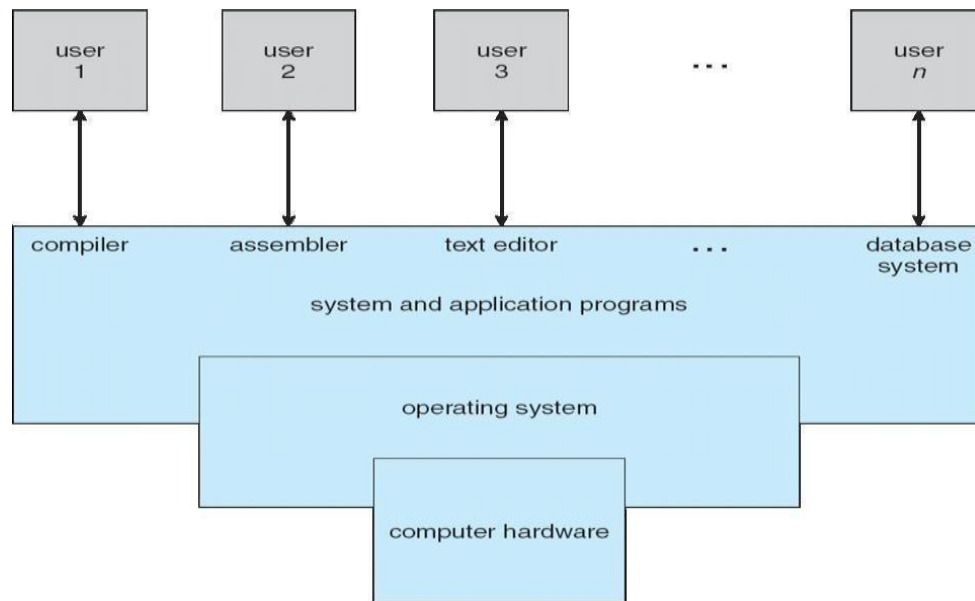 user
1
user
2
user
3
...
user
n
compiler
assembler
text editor
...
database
system
system and application programs
operating system
computer hardware